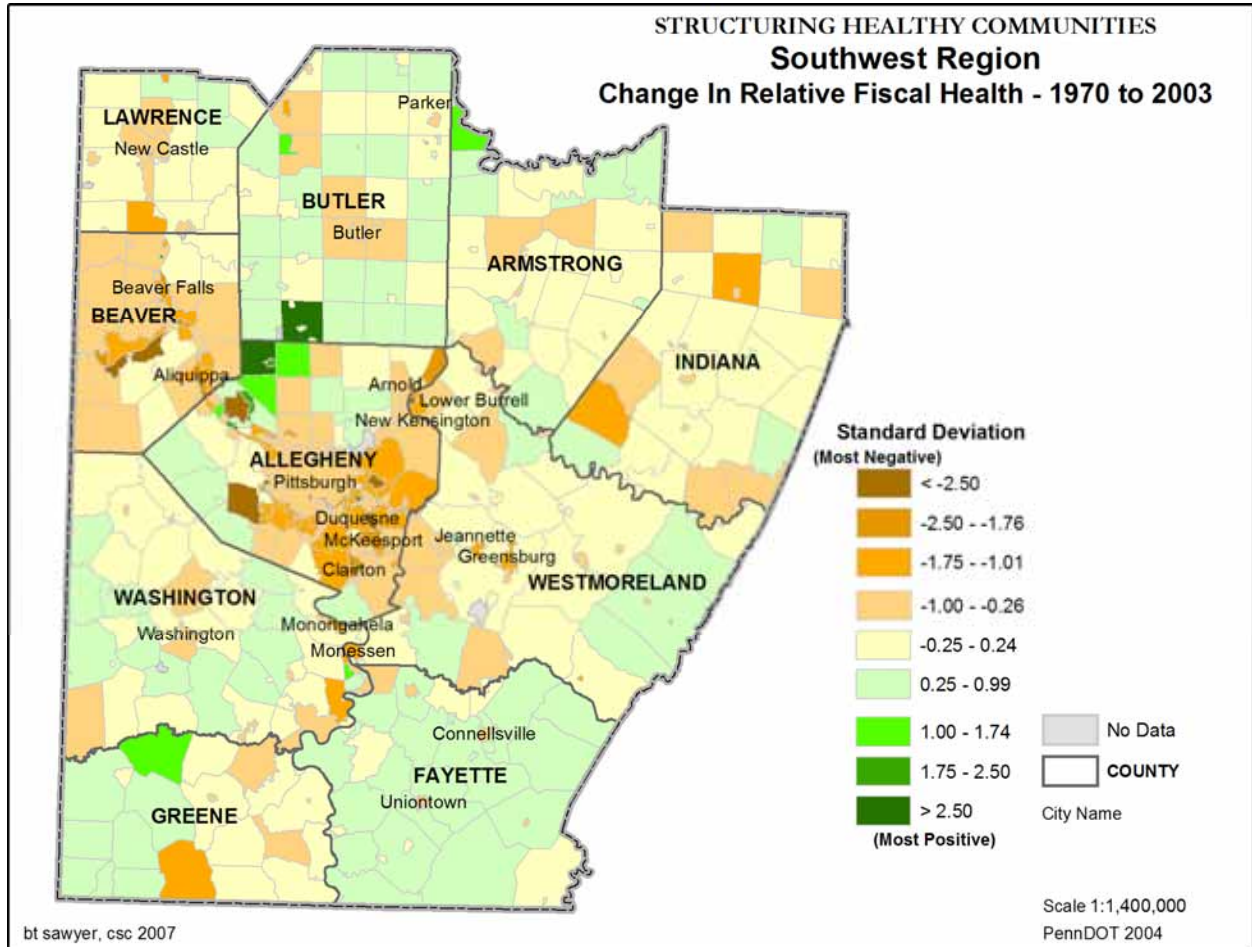 STRUCTURING HEALTHY COMMUNITIES
Southwest Region
Change In Relative Fiscal Health - 1970 to 2003
LAWRENCE
New Castle
Parker
BUTLER
Butler
ARMSTRONG
Beaver Falls
BEAVER
Aliquippa
INDIANA
Arnold
Lower Burrell
New Kensington
ALLEGHENY
Pittsburgh
Duquesne
McKeesport
Clairton
Jeannette
Greensburg
WESTMORELAND
WASHINGTON
Washington
Monongahela
Monessen
Connellsville
FAYETTE
Uniontown
GREENE
Standard Deviation
(Most Negative)
< -2.50
-2.50 - -1.76
-1.75 - -1.01
-1.00 - -0.26
-0.25 - 0.24
0.25 - 0.99
1.00 - 1.74
1.75 - 2.50
> 2.50
(Most Positive)
No Data
COUNTY
City Name
Scale 1:1,400,000
PennDOT 2004
bt sawyer, csc 2007